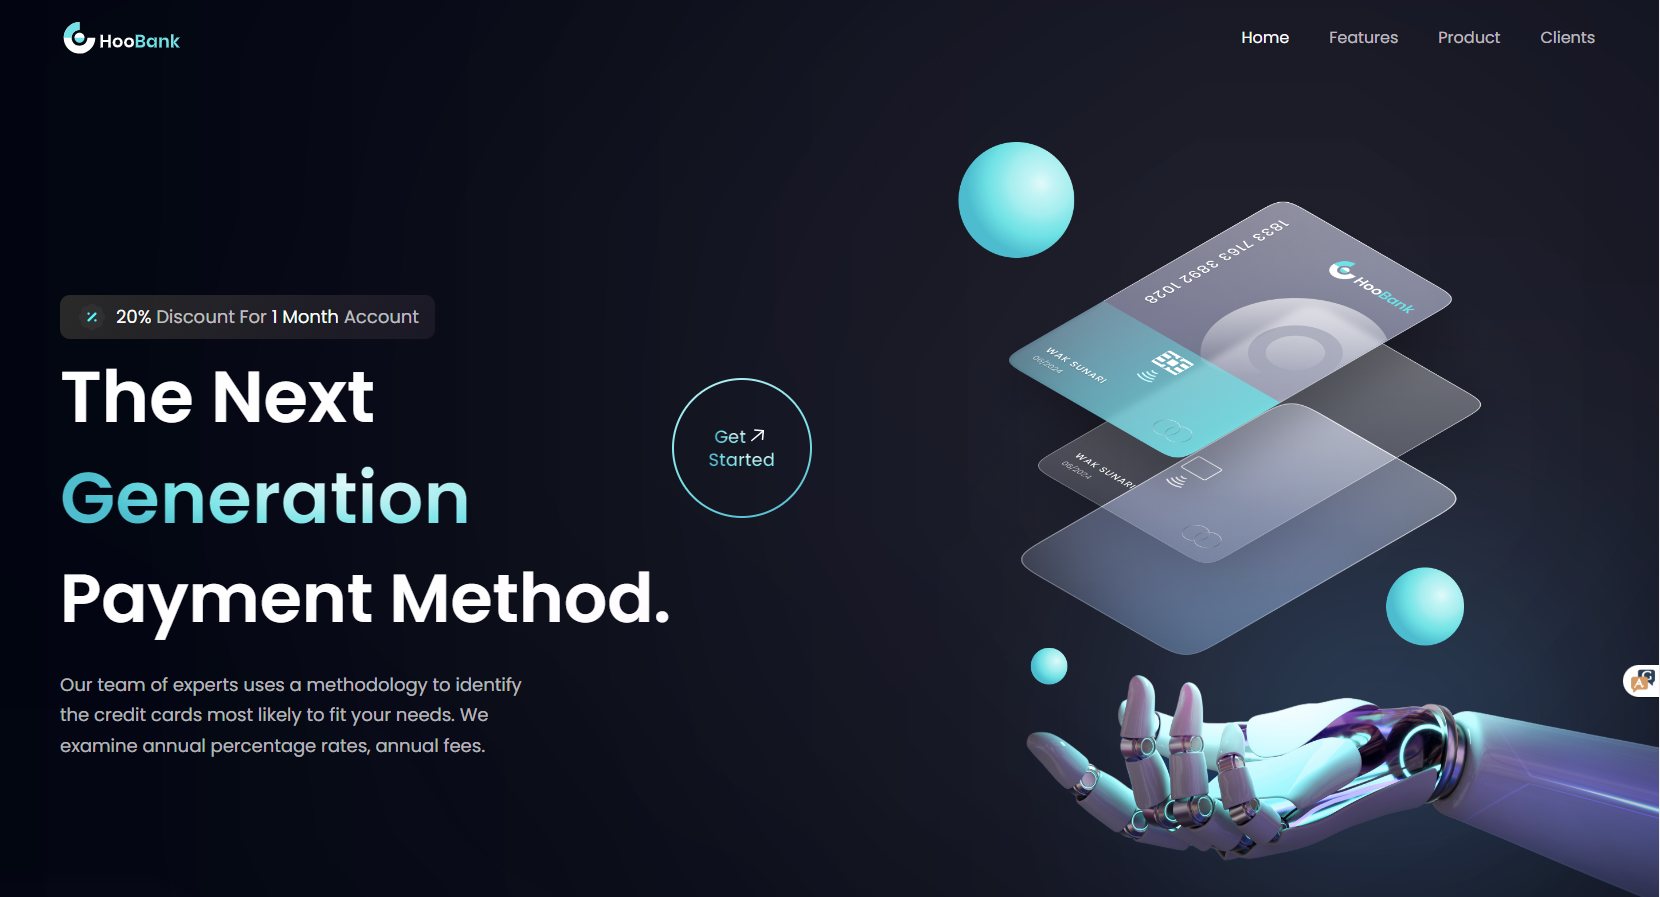 HooBank
Home Features Product Clients
20% Discount For 1 Month Account
The Next
Generation
Payment Method.
Get
Started
Our team of experts uses a methodology to identify
the credit cards most likely to fit your needs. We
examine annual percentage rates, annual fees.
1833 7163 3892 1028
HooBank
WAK SUNARI
06/2024
WAK SUNARI
06/2024
G
A